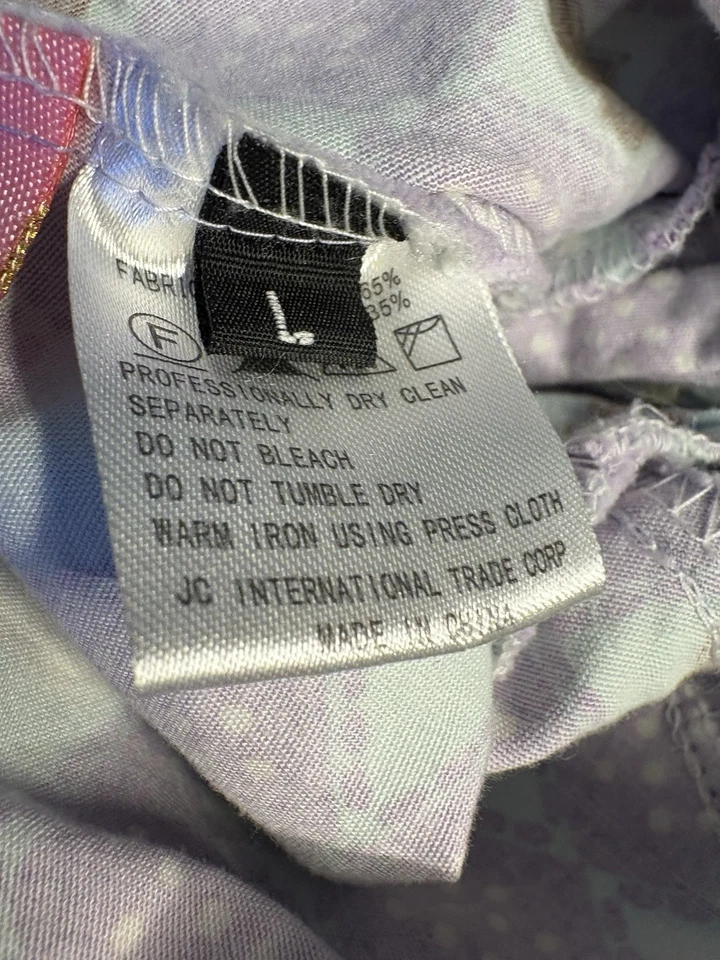 L
65%
35%
F
PROFESSIONALLY DRY CLEAN
SEPARATELY
DO NOT BLEACH
DO NOT TUMBLE DRY
WARM IRON USING PRESS CLOTH
JC INTERNATIONAL TRADE CORP
MADE IN CHINA